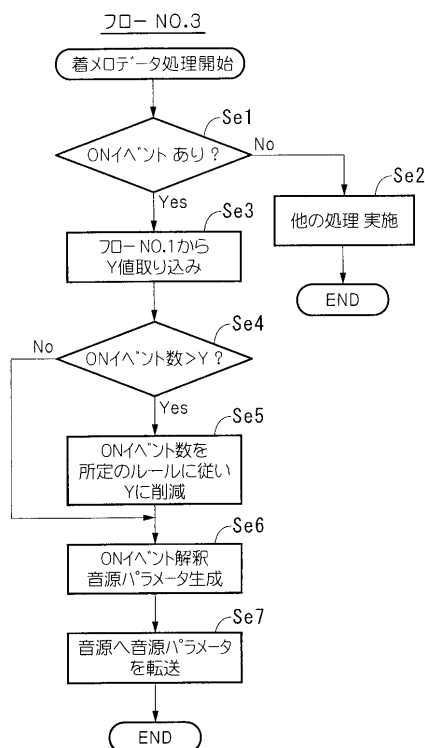 フロー NO.3
着メロデータ処理開始
Se1
ONイベント あり ?
No
Se2
Yes
Se3
他の処理 実施
フローNO.1から
Y値取り込み
END
Se4
No
ONイベント数>Y ?
Yes
Se5
ONイベント数を
所定のルールに従い
Yに削減
Se6
ONイベント解釈
音源パラメータ生成
Se7
音源へ音源パラメータ
を転送
END